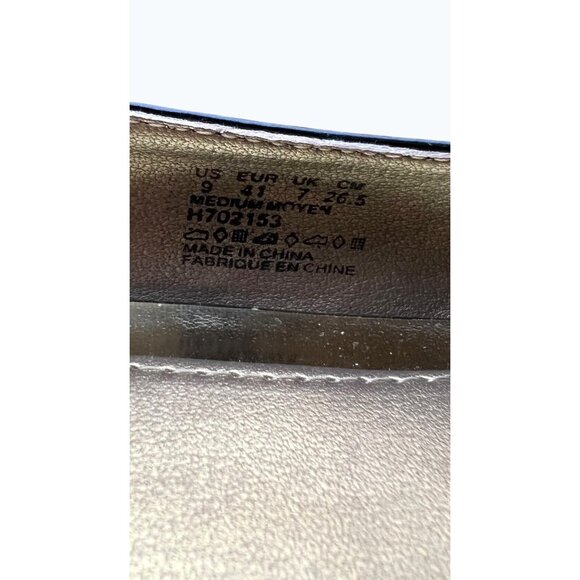 US EUR UK CM
9 41 7 26.5
MEDIUM MOYEN
H702153
MADE IN CHINA
FABRIQUE EN CHINE